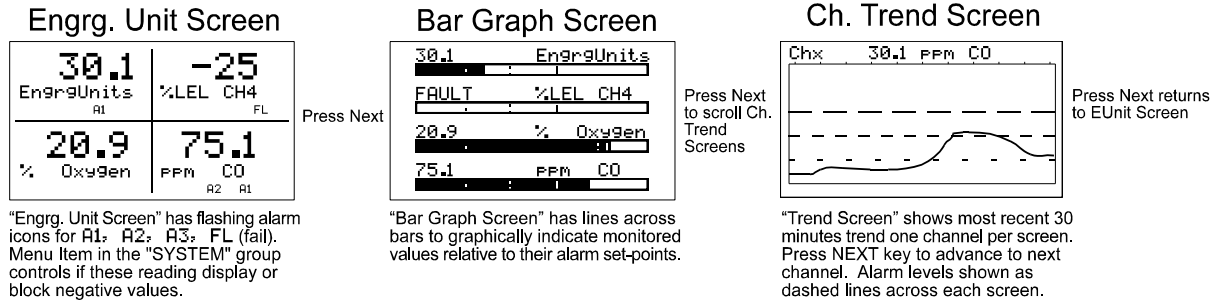 Engrg. Unit Screen
30.1
EngrgUnits
A1
-25
%LEL CH4
FL
20.9
% Oxygen
75.1
PPM CO
A2 A1
"Engrg. Unit Screen" has flashing alarm
icons for A1, A2, A3, FL (fail).
Menu Item in the "SYSTEM" group
controls if these reading display or
block negative values.
Press Next
Bar Graph Screen
30.1 EngrgUnits
FAULT %LEL CH4
20.9 % Oxygen
75.1 PPM CO
"Bar Graph Screen" has lines across
bars to graphically indicate monitored
values relative to their alarm set-points.
Press Next
to scroll Ch.
Trend
Screens
Ch. Trend Screen
Chx 30.1 PPM CO
"Trend Screen" shows most recent 30
minutes trend one channel per screen.
Press NEXT key to advance to next
channel. Alarm levels shown as
dashed lines across each screen.
Press Next returns
to EUnit Screen